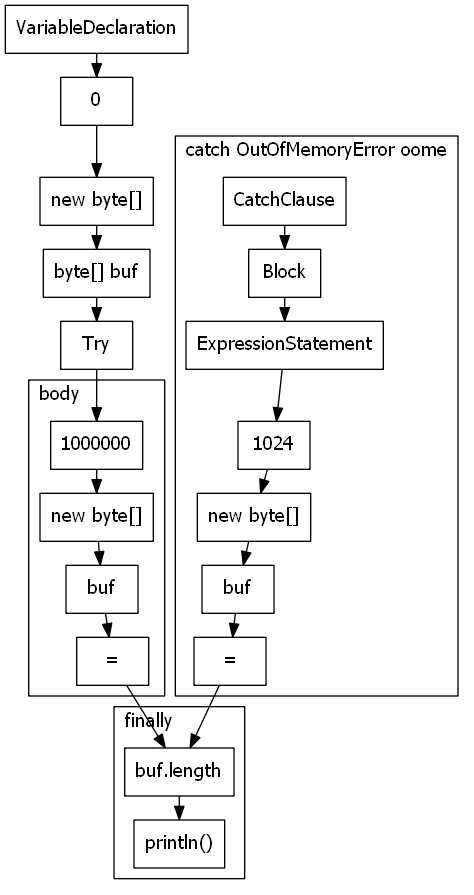 VariableDeclaration
0
new byte[]
byte[] buf
Try
body
1000000
new byte[]
buf
=
catch OutOfMemoryError oome
CatchClause
Block
ExpressionStatement
1024
new byte[]
buf
=
finally
buf.length
println()